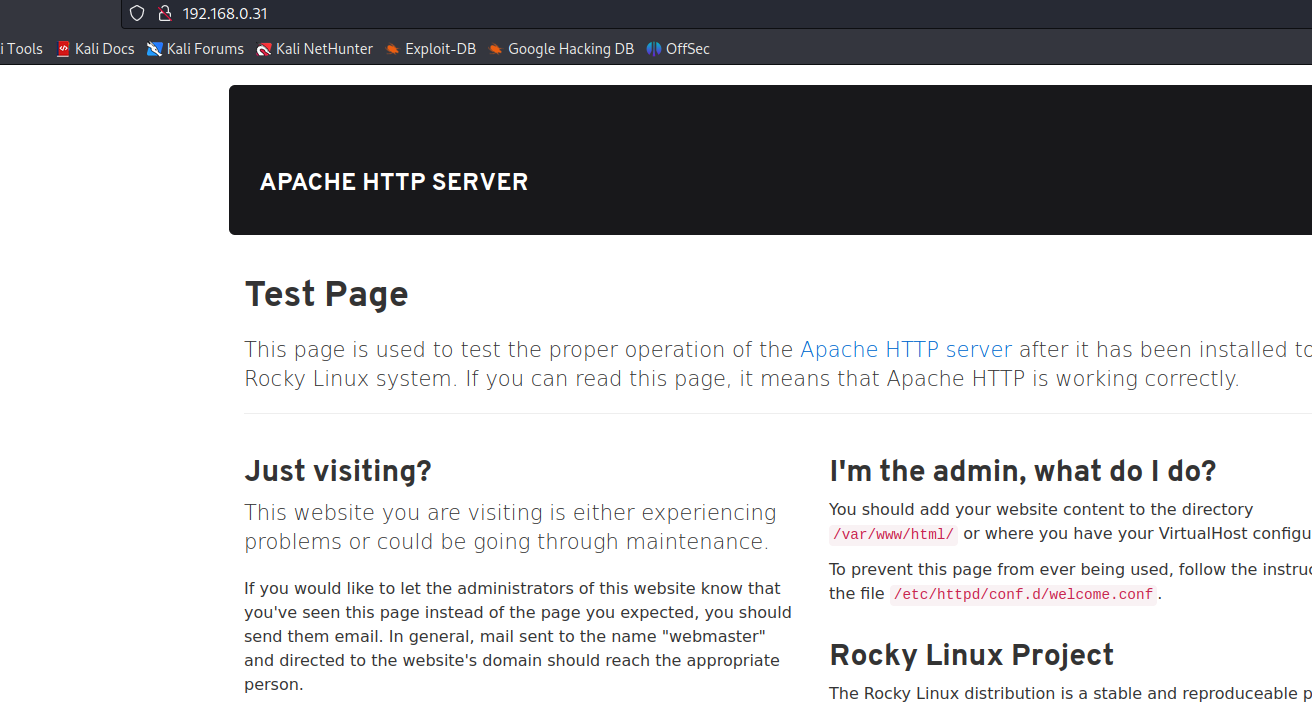 192.168.0.31
i Tools Kali Docs Kali Forums Kali NetHunter Exploit-DB Google Hacking DB OffSec
APACHE HTTP SERVER
Test Page
This page is used to test the proper operation of the Apache HTTP server after it has been installed
Rocky Linux system. If you can read this page, it means that Apache HTTP is working correctly.
Just visiting?
This website you are visiting is either experiencing
problems or could be going through maintenance.
If you would like to let the administrators of this website know that
you've seen this page instead of the page you expected, you should
send them email. In general, mail sent to the name "webmaster"
and directed to the website's domain should reach the appropriate
person.
I'm the admin, what do I do?
You should add your website content to the directory
/var/www/html/ or where you have your VirtualHost
To prevent this page from ever being used, follow the
the file /etc/httpd/conf.d/welcome.conf.
Rocky Linux Project
The Rocky Linux distribution is a stable and reproduceable